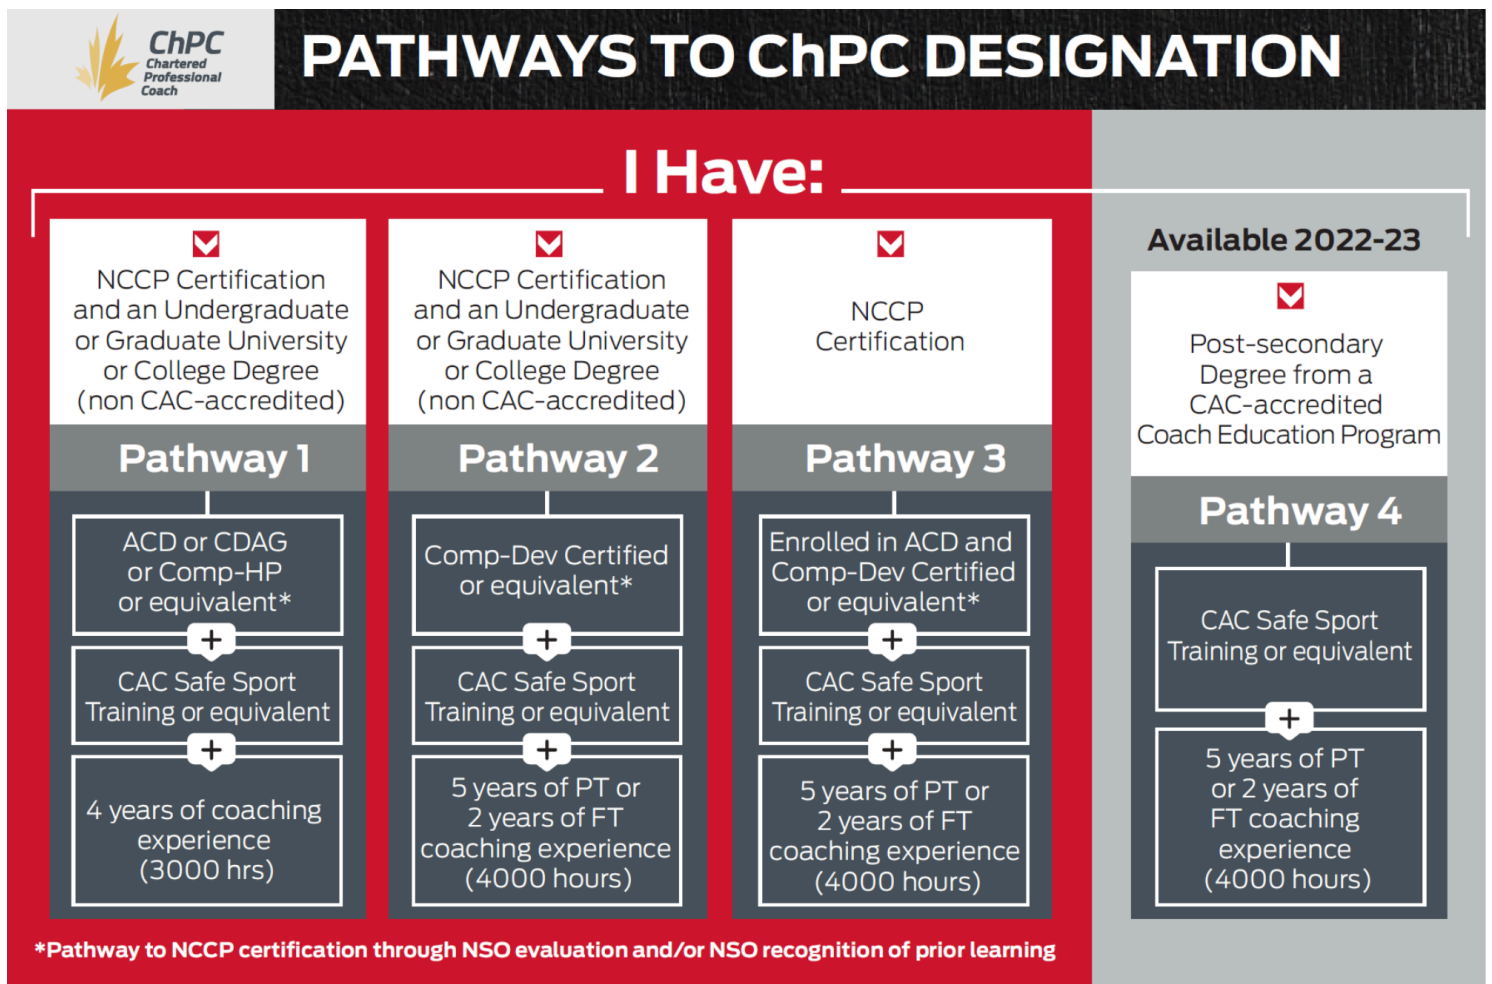 ChPC
Chartered
Professional
Coach
PATHWAYS TO ChPC DESIGNATION
I Have:
NCCP Certification
and an Undergraduate
or Graduate University
or College Degree
(non CAC-accredited)
Pathway 1
ACD or CDAG
or Comp-HP
or equivalent*
+
CAC Safe Sport
Training or equivalent
+
4 years of coaching
experience
(3000 hrs)
NCCP Certification
and an Undergraduate
or Graduate University
or College Degree
(non CAC-accredited)
Pathway 2
Comp-Dev Certified
or equivalent*
+
CAC Safe Sport
Training or equivalent
+
5 years of PT or
2 years of FT
coaching experience
(4000 hours)
NCCP
Certification
Pathway 3
Enrolled in ACD and
Comp-Dev Certified
or equivalent*
+
CAC Safe Sport
Training or equivalent
+
5 years of PT or
2 years of FT
coaching experience
(4000 hours)
Available 2022-23
Post-secondary
Degree from a
CAC-accredited
Coach Education Program
Pathway 4
CAC Safe Sport
Training or equivalent
+
5 years of PT
or 2 years of
FT coaching
experience
(4000 hours)
*Pathway to NCCP certification through NSO evaluation and/or NSO recognition of prior learning